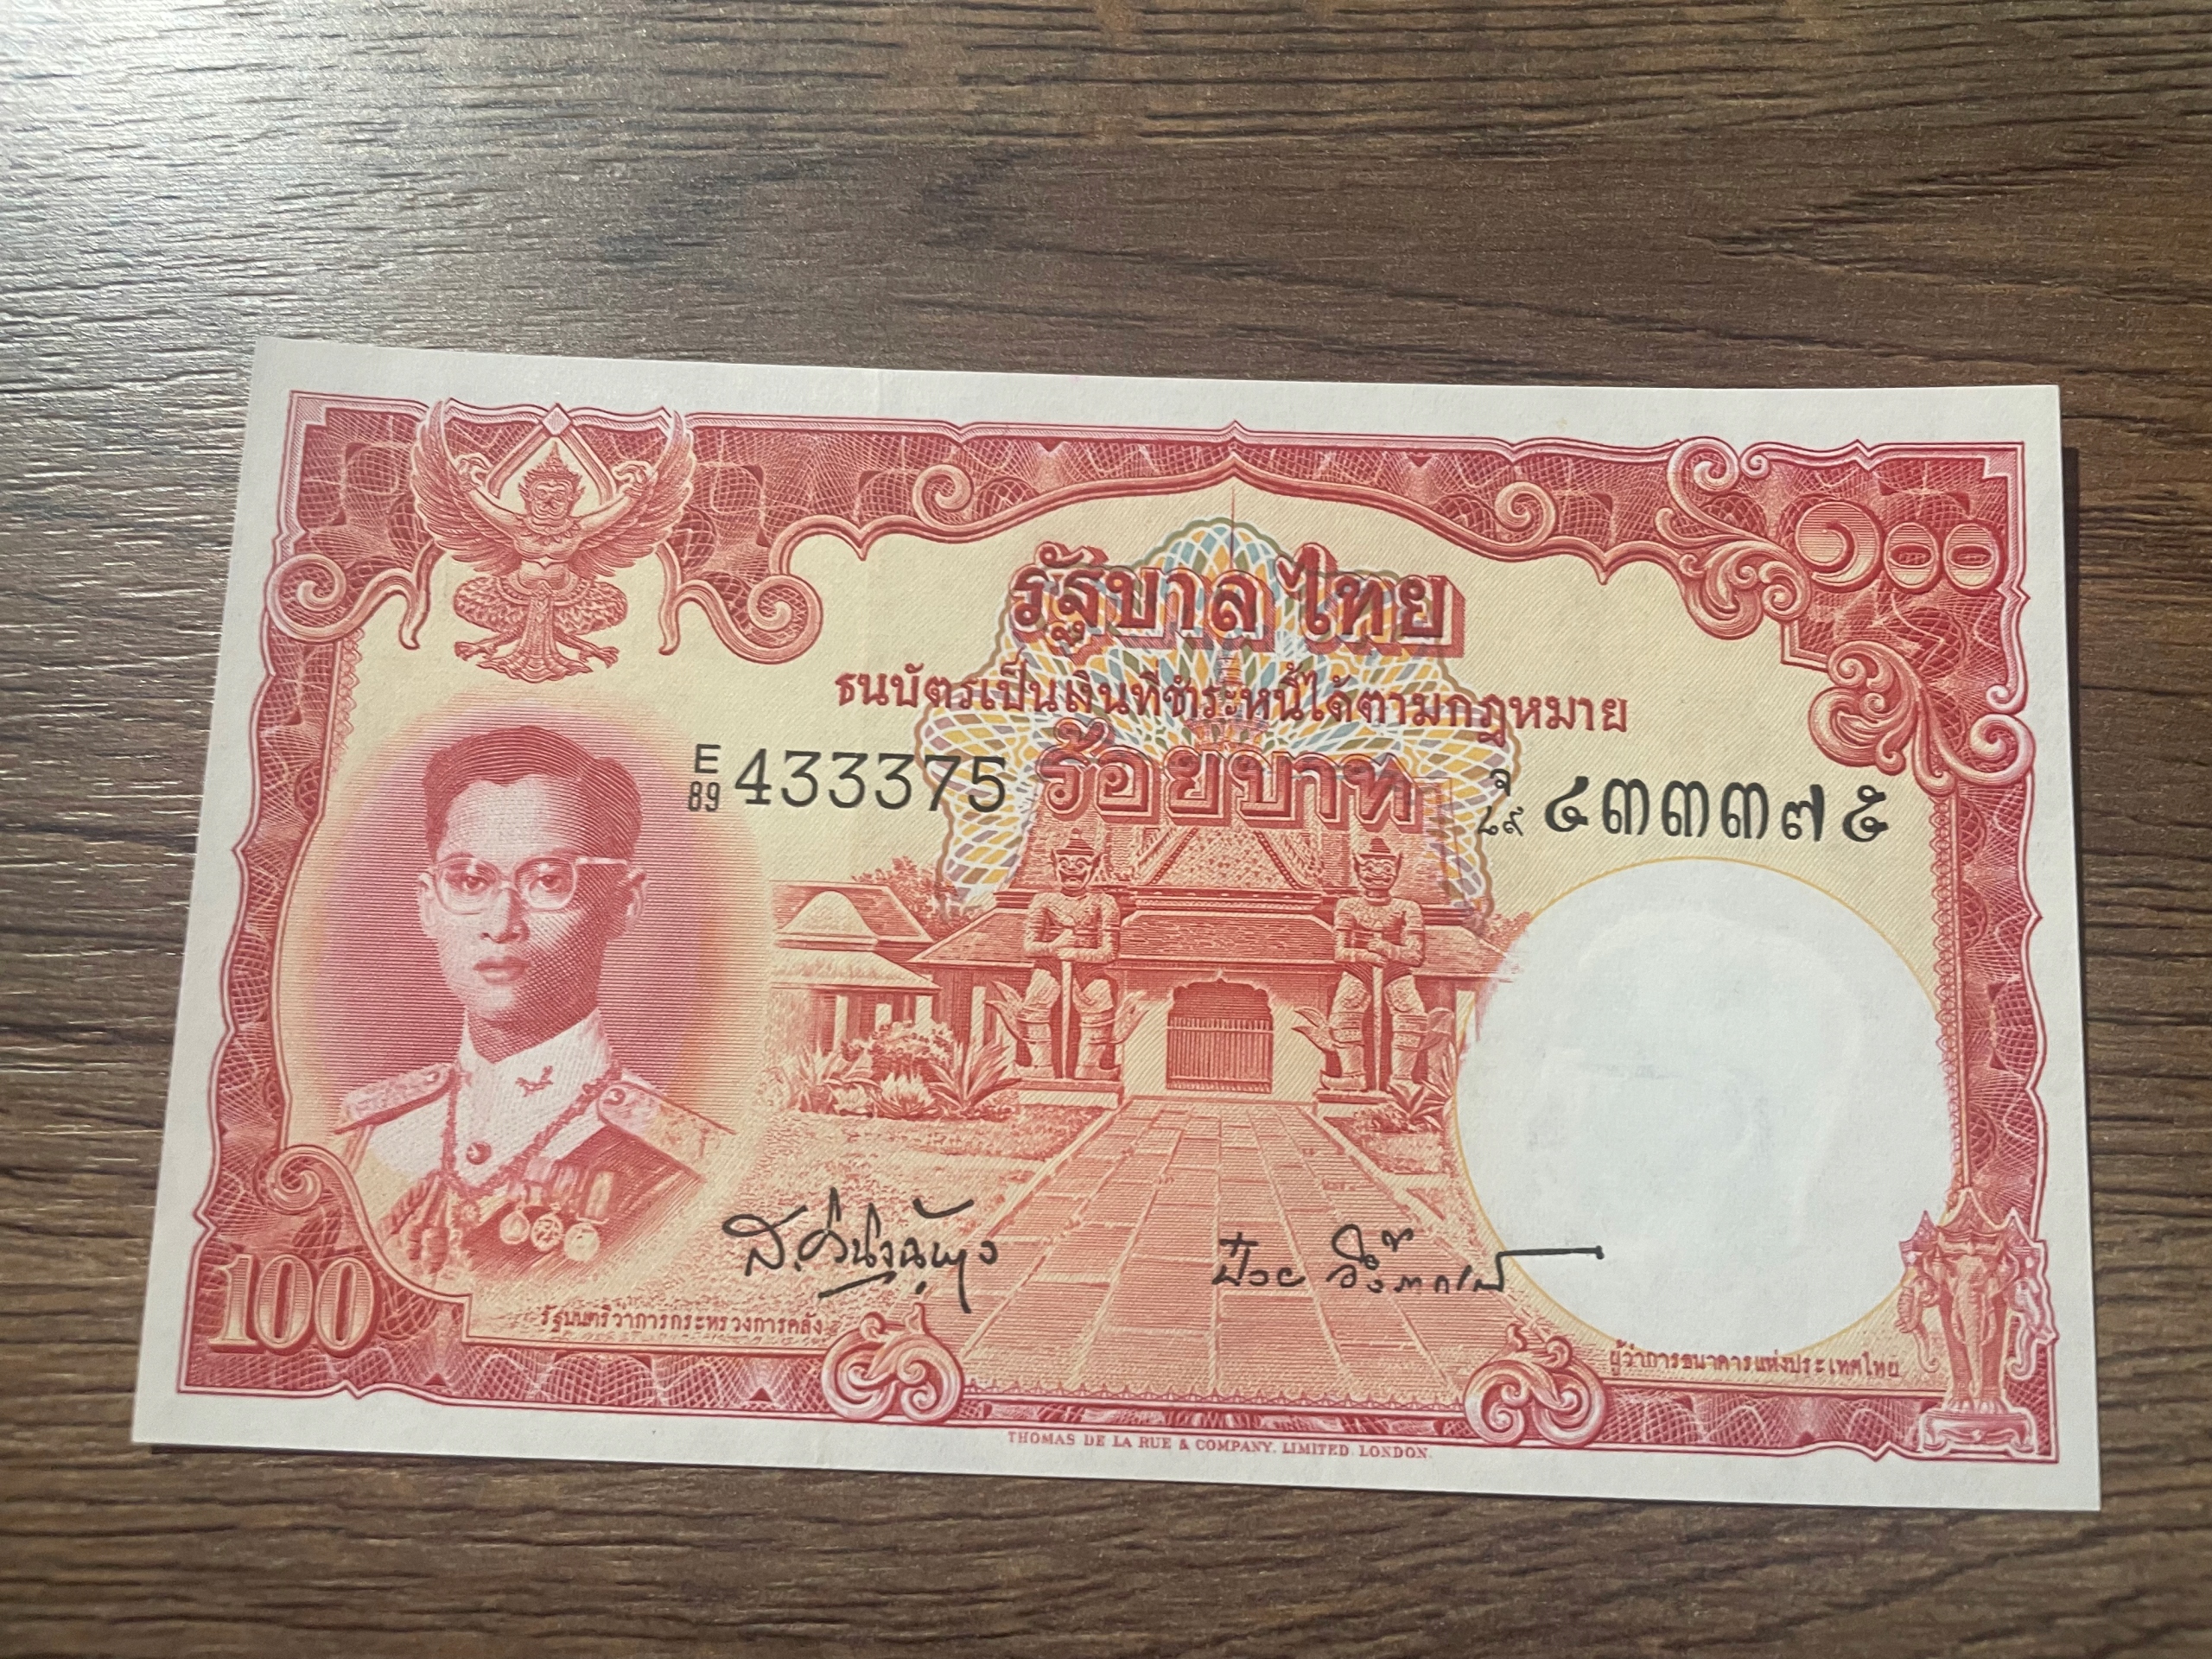 ๑๐๐
รัฐบาลไทย
ธนบัตรเป็นเงินที่ชำระหนี้ได้ตามกฎหมาย
ร้อยบาท
E
89 433375
จ
๘๙ ๔๓๓๓๗๕
100
รัฐมนตรีว่าการกระทรวงการคลัง
ผู้ว่าการธนาคารแห่งประเทศไทย
THOMAS DE LA RUE & COMPANY, LIMITED, LONDON.